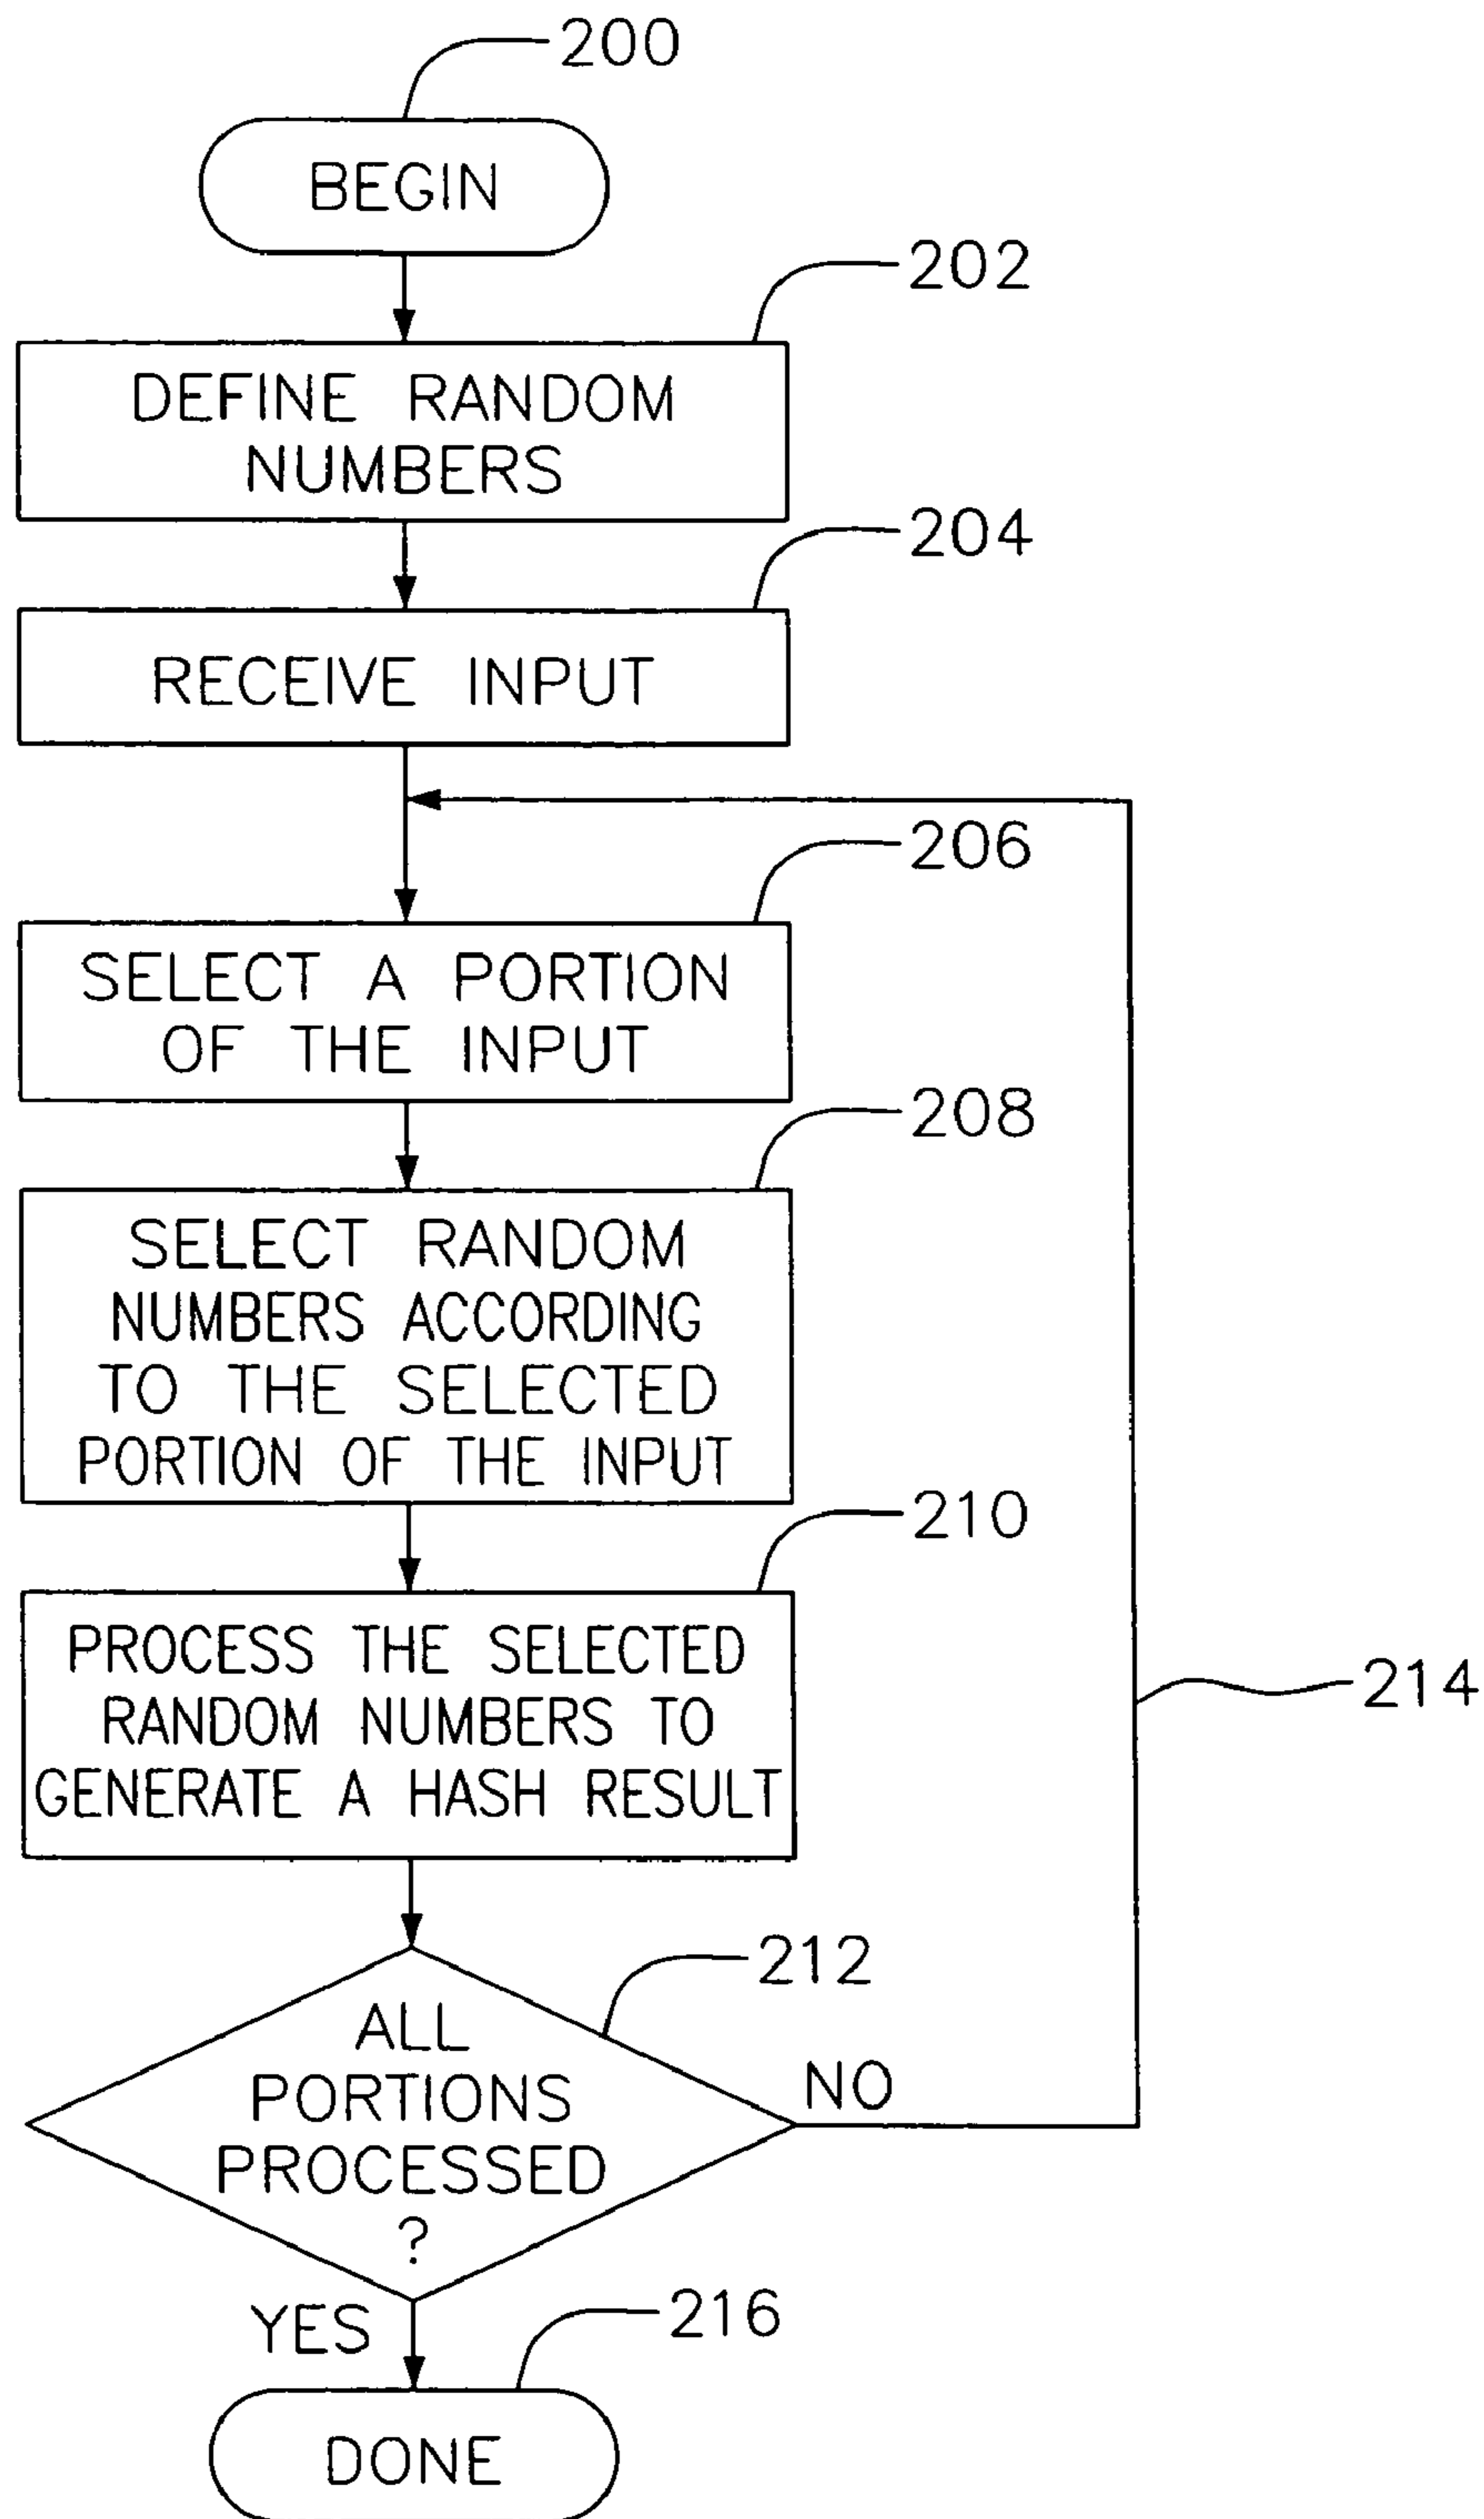 200
BEGIN
202
DEFINE RANDOM
NUMBERS
204
RECEIVE INPUT
206
SELECT A PORTION
OF THE INPUT
208
SELECT RANDOM
NUMBERS ACCORDING
TO THE SELECTED
PORTION OF THE INPUT
210
PROCESS THE SELECTED
RANDOM NUMBERS TO
GENERATE A HASH RESULT
214
212
ALL
PORTIONS
PROCESSED
?
NO
YES
216
DONE